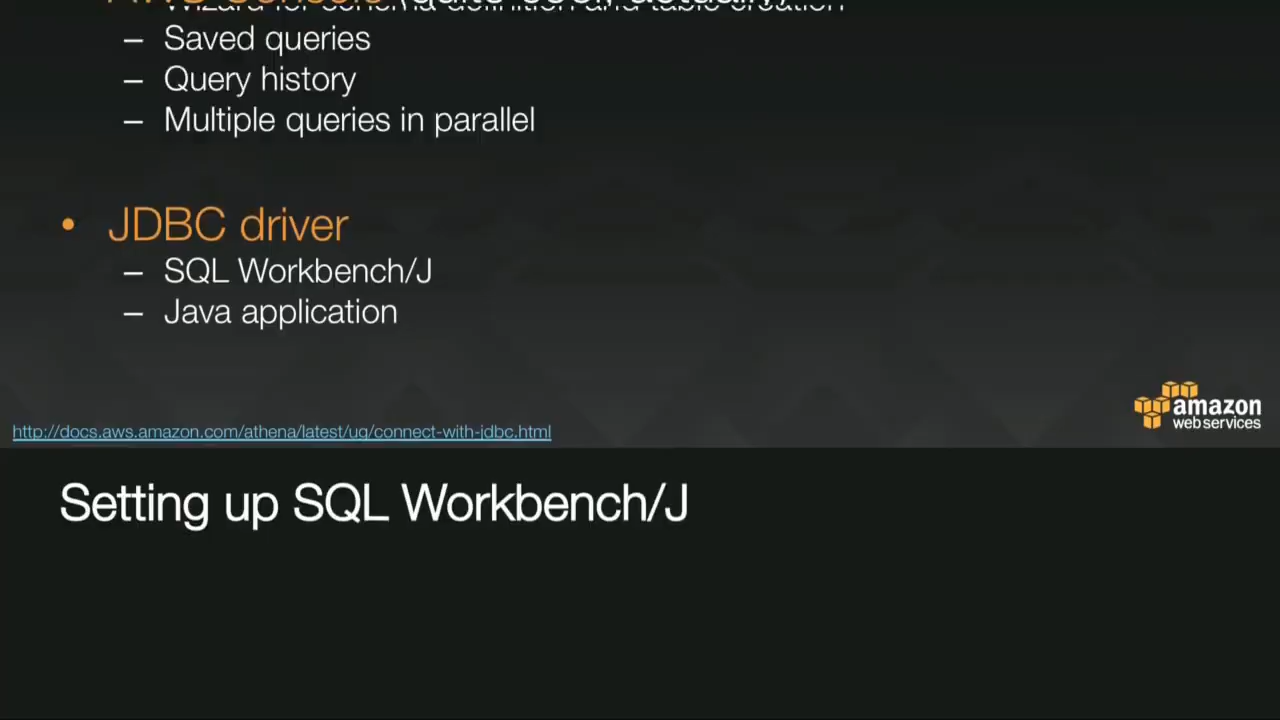 – Saved queries
– Query history
– Multiple queries in parallel
• JDBC driver
– SQL Workbench/J
– Java application
amazon
web services
http://docs.aws.amazon.com/athena/latest/ug/connect-with-jdbc.html
Setting up SQL Workbench/J